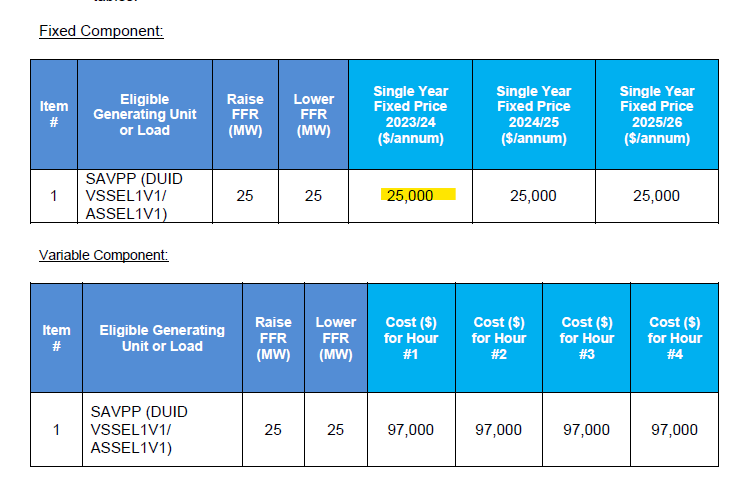 Fixed Component:
Item
#
Eligible
Generating Unit
or Load
Raise
FFR
(MW)
Lower
FFR
(MW)
Single Year
Fixed Price
2023/24
($/annum)
Single Year
Fixed Price
2024/25
($/annum)
Single Year
Fixed Price
2025/26
($/annum)
1
SAVPP (DUID
VSSEL1V1/
ASSEL1V1)
25
25
25,000
25,000
25,000
Variable Component:
Item
#
Eligible Generating
Unit or Load
Raise
FFR
(MW)
Lower
FFR
(MW)
Cost ($)
for Hour
#1
Cost ($)
for Hour
#2
Cost ($)
for Hour
#3
Cost ($)
for Hour
#4
1
SAVPP (DUID
VSSEL1V1/
ASSEL1V1)
25
25
97,000
97,000
97,000
97,000